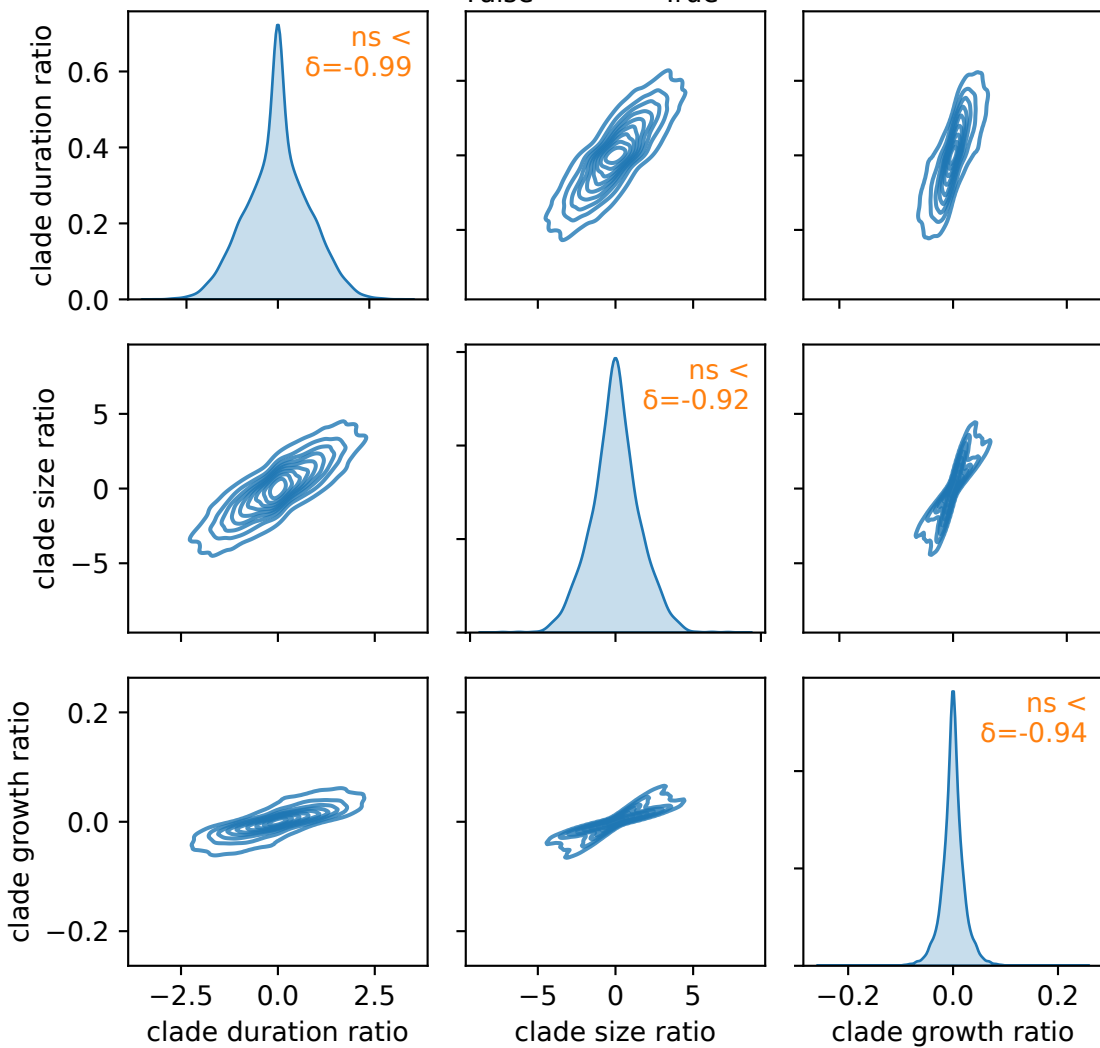 clade duration ratio
0.6
0.4
0.2
0.0
ns <
δ=-0.99
clade size ratio
5
0
−5
ns <
δ=-0.92
clade growth ratio
0.2
0.0
−0.2
ns <
δ=-0.94
−2.5 0.0 2.5
−5 0 5
−0.2 0.0 0.2
clade duration ratio
clade size ratio
clade growth ratio